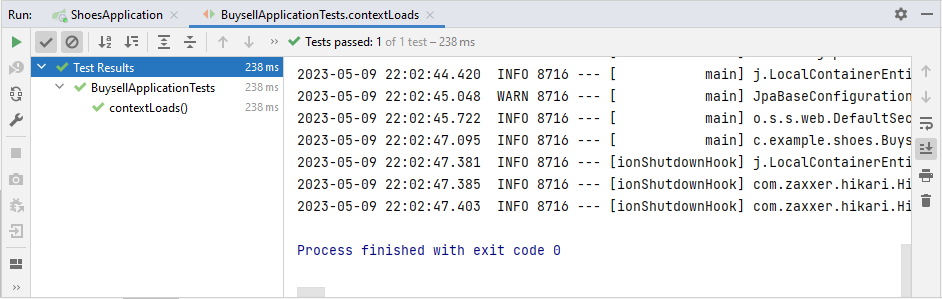 Run: ShoesApplication BuysellApplicationTests.contextLoads
Tests passed: 1 of 1 test – 238 ms
Test Results 238 ms
BuysellApplicationTests 238 ms
contextLoads() 238 ms
2023-05-09 22:02:44.420  INFO 8716 --- [           main] j.LocalContainerEnti
2023-05-09 22:02:45.048  WARN 8716 --- [           main] JpaBaseConfiguration
2023-05-09 22:02:45.722  INFO 8716 --- [           main] o.s.s.web.DefaultSec
2023-05-09 22:02:47.095  INFO 8716 --- [           main] c.example.shoes.Buys
2023-05-09 22:02:47.381  INFO 8716 --- [ionShutdownHook] j.LocalContainerEnti
2023-05-09 22:02:47.385  INFO 8716 --- [ionShutdownHook] com.zaxxer.hikari.Hi
2023-05-09 22:02:47.403  INFO 8716 --- [ionShutdownHook] com.zaxxer.hikari.Hi
Process finished with exit code 0